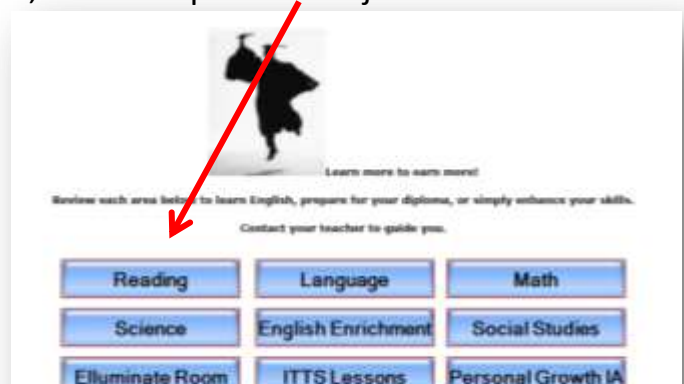 Learn more to earn more!
Review each area below to learn English, prepare for your diploma, or simply enhance your skills.
Contact your teacher to guide you.
Reading Language Math
Science English Enrichment Social Studies
Elluminate Room ITTS Lessons Personal Growth IA